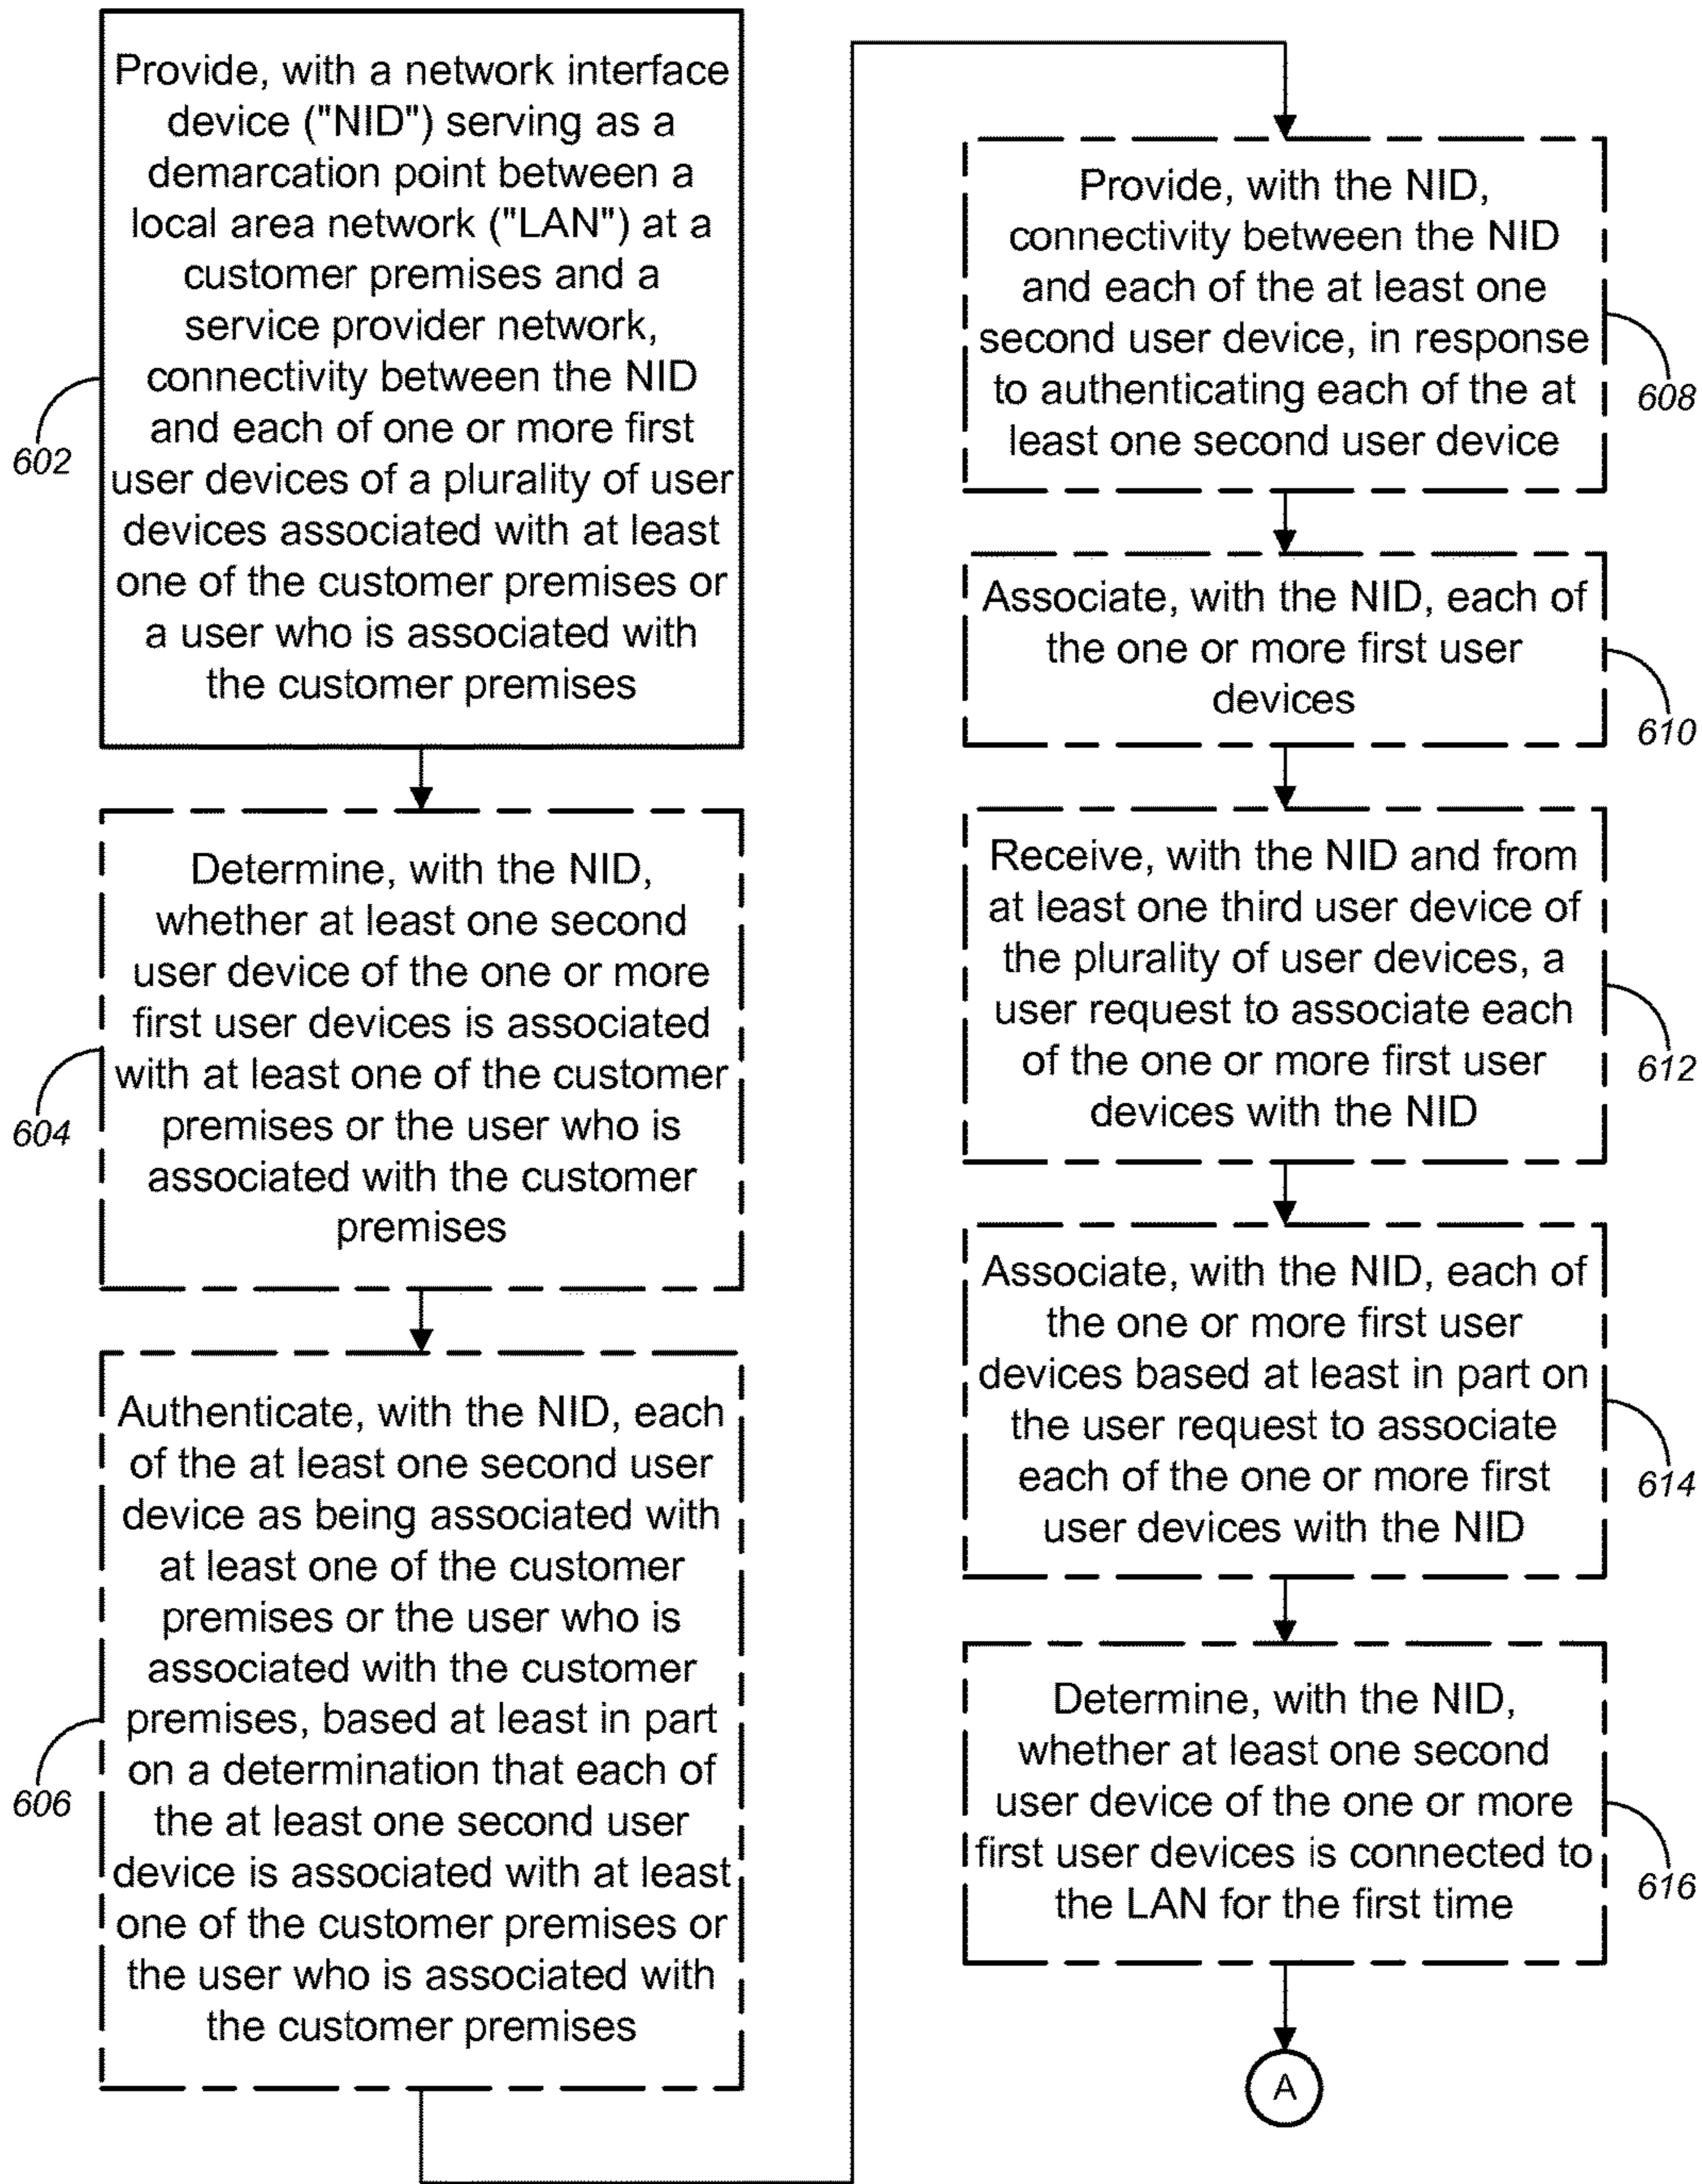 Provide, with a network interface
device ("NID") serving as a
demarcation point between a
local area network ("LAN") at a
customer premises and a
service provider network,
connectivity between the NID
and each of one or more first
user devices of a plurality of user
devices associated with at least
one of the customer premises or
a user who is associated with
the customer premises
602
Determine, with the NID,
whether at least one second
user device of the one or more
first user devices is associated
with at least one of the customer
premises or the user who is
associated with the customer
premises
604
Authenticate, with the NID, each
of the at least one second user
device as being associated with
at least one of the customer
premises or the user who is
associated with the customer
premises, based at least in part
on a determination that each of
the at least one second user
device is associated with at least
one of the customer premises or
the user who is associated with
the customer premises
606
Provide, with the NID,
connectivity between the NID
and each of the at least one
second user device, in response
to authenticating each of the at
least one second user device
608
Associate, with the NID, each of
the one or more first user
devices
610
Receive, with the NID and from
at least one third user device of
the plurality of user devices, a
user request to associate each
of the one or more first user
devices with the NID
612
Associate, with the NID, each of
the one or more first user
devices based at least in part on
the user request to associate
each of the one or more first
user devices with the NID
614
Determine, with the NID,
whether at least one second
user device of the one or more
first user devices is connected to
the LAN for the first time
616
A